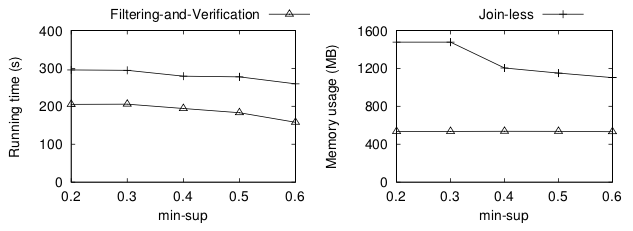 Filtering-and-Verification
Join-less
Running time (s)
400
300
200
100
0
0.2 0.3 0.4 0.5 0.6
min-sup
Memory usage (MB)
1600
1200
800
400
0
0.2 0.3 0.4 0.5 0.6
min-sup